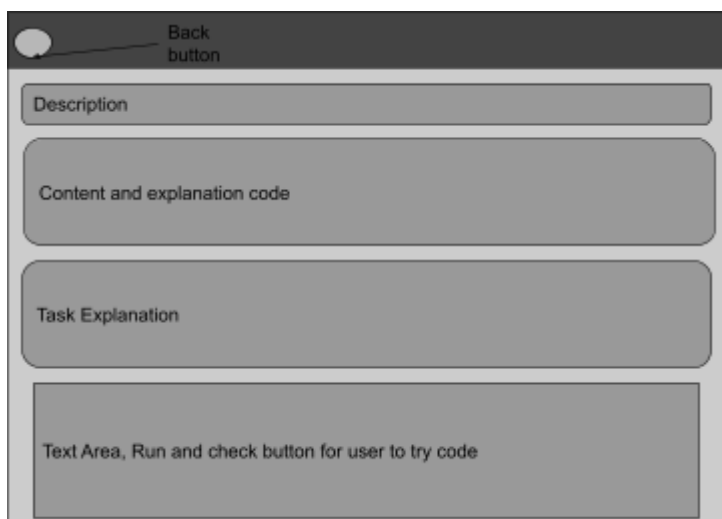 Back
button
Description
Content and explanation code
Task Explanation
Text Area, Run and check button for user to try code